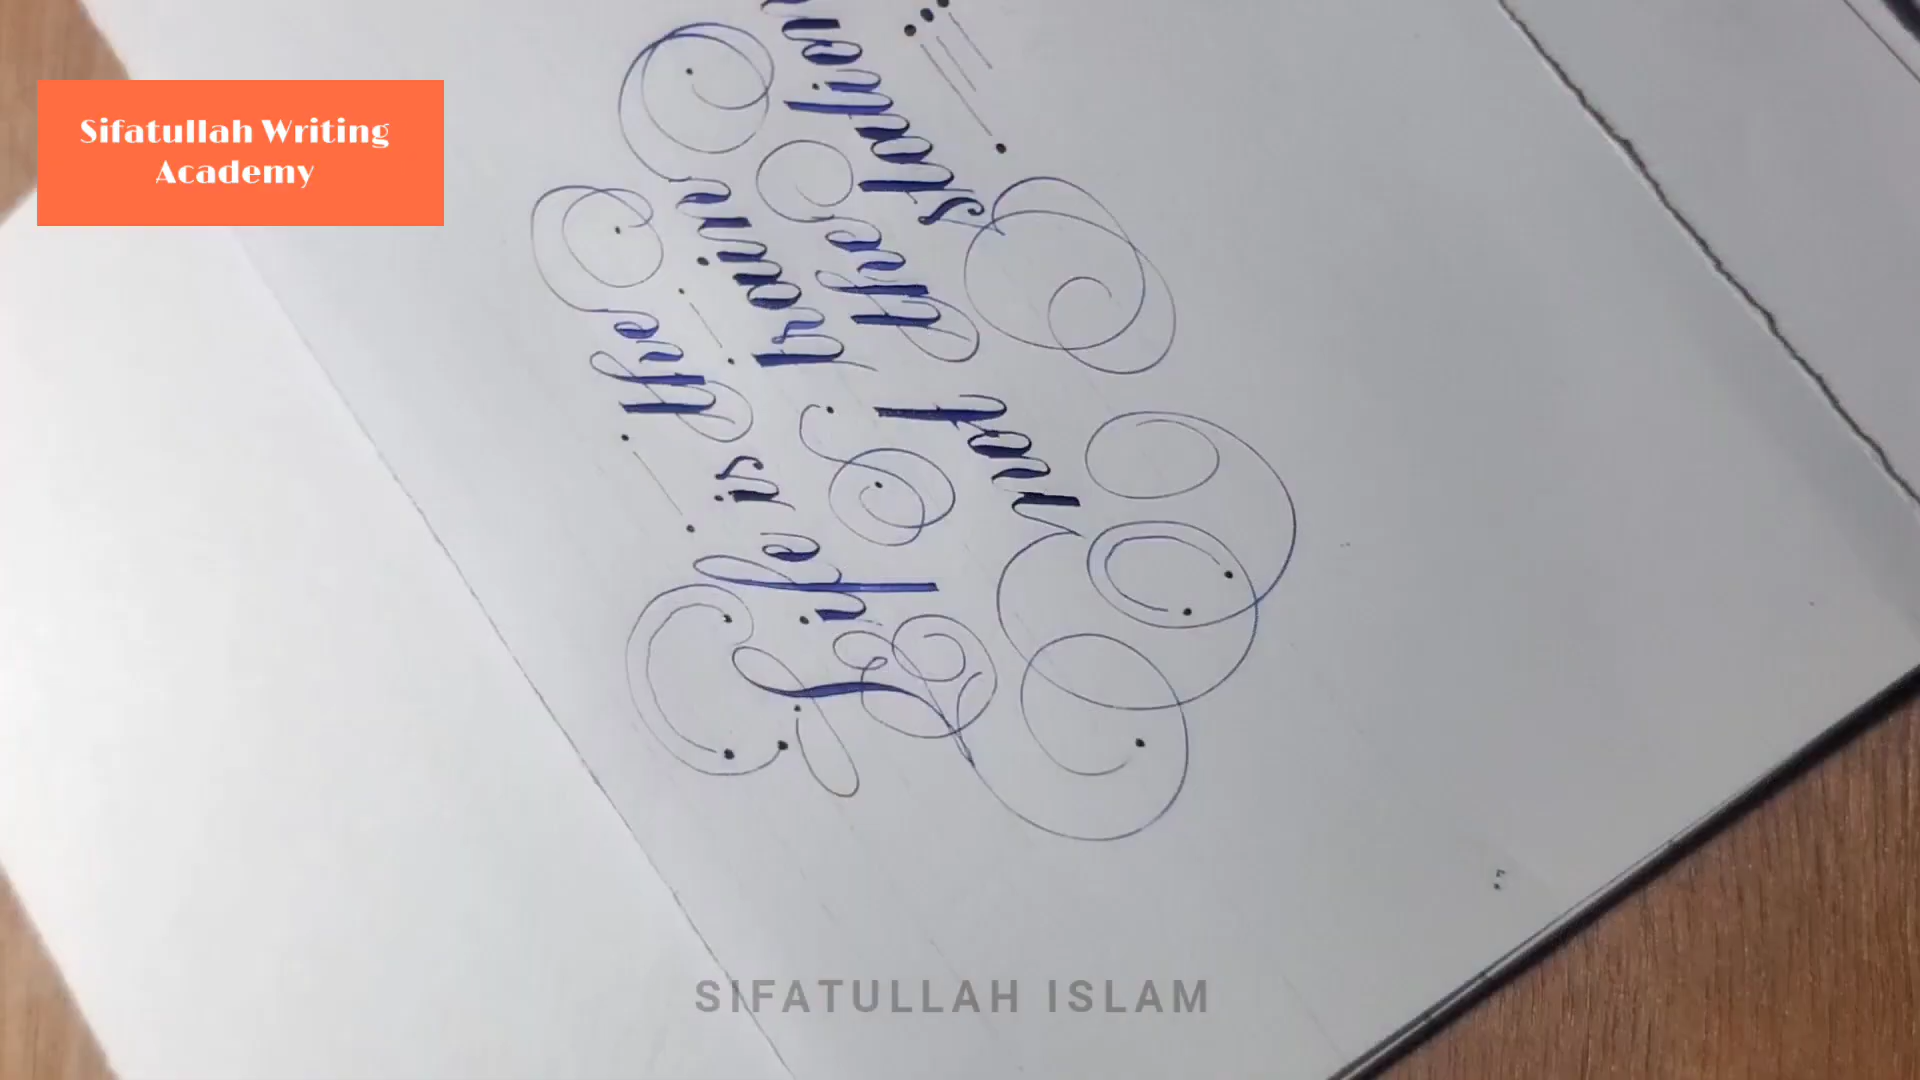 Sifatullah Writing
Academy
Life is the
train
not the
station
SIFATULLAH ISLAM